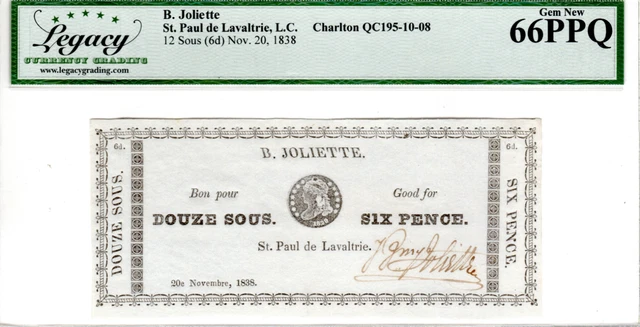 Legacy
CURRENCY GRADING
www.legacygrading.com
B. Joliette
St. Paul de Lavaltrie, L.C. Charlton QC195-10-08
12 Sous (6d) Nov. 20, 1838
Gem New
66PPQ
6d. 6d.
B. JOLIETTE.
Bon pour Good for
DOUZE SOUS. SIX PENCE.
St. Paul de Lavaltrie.
20e Novembre, 1838.
DOUZE SOUS.
SIX PENCE.
Joliette